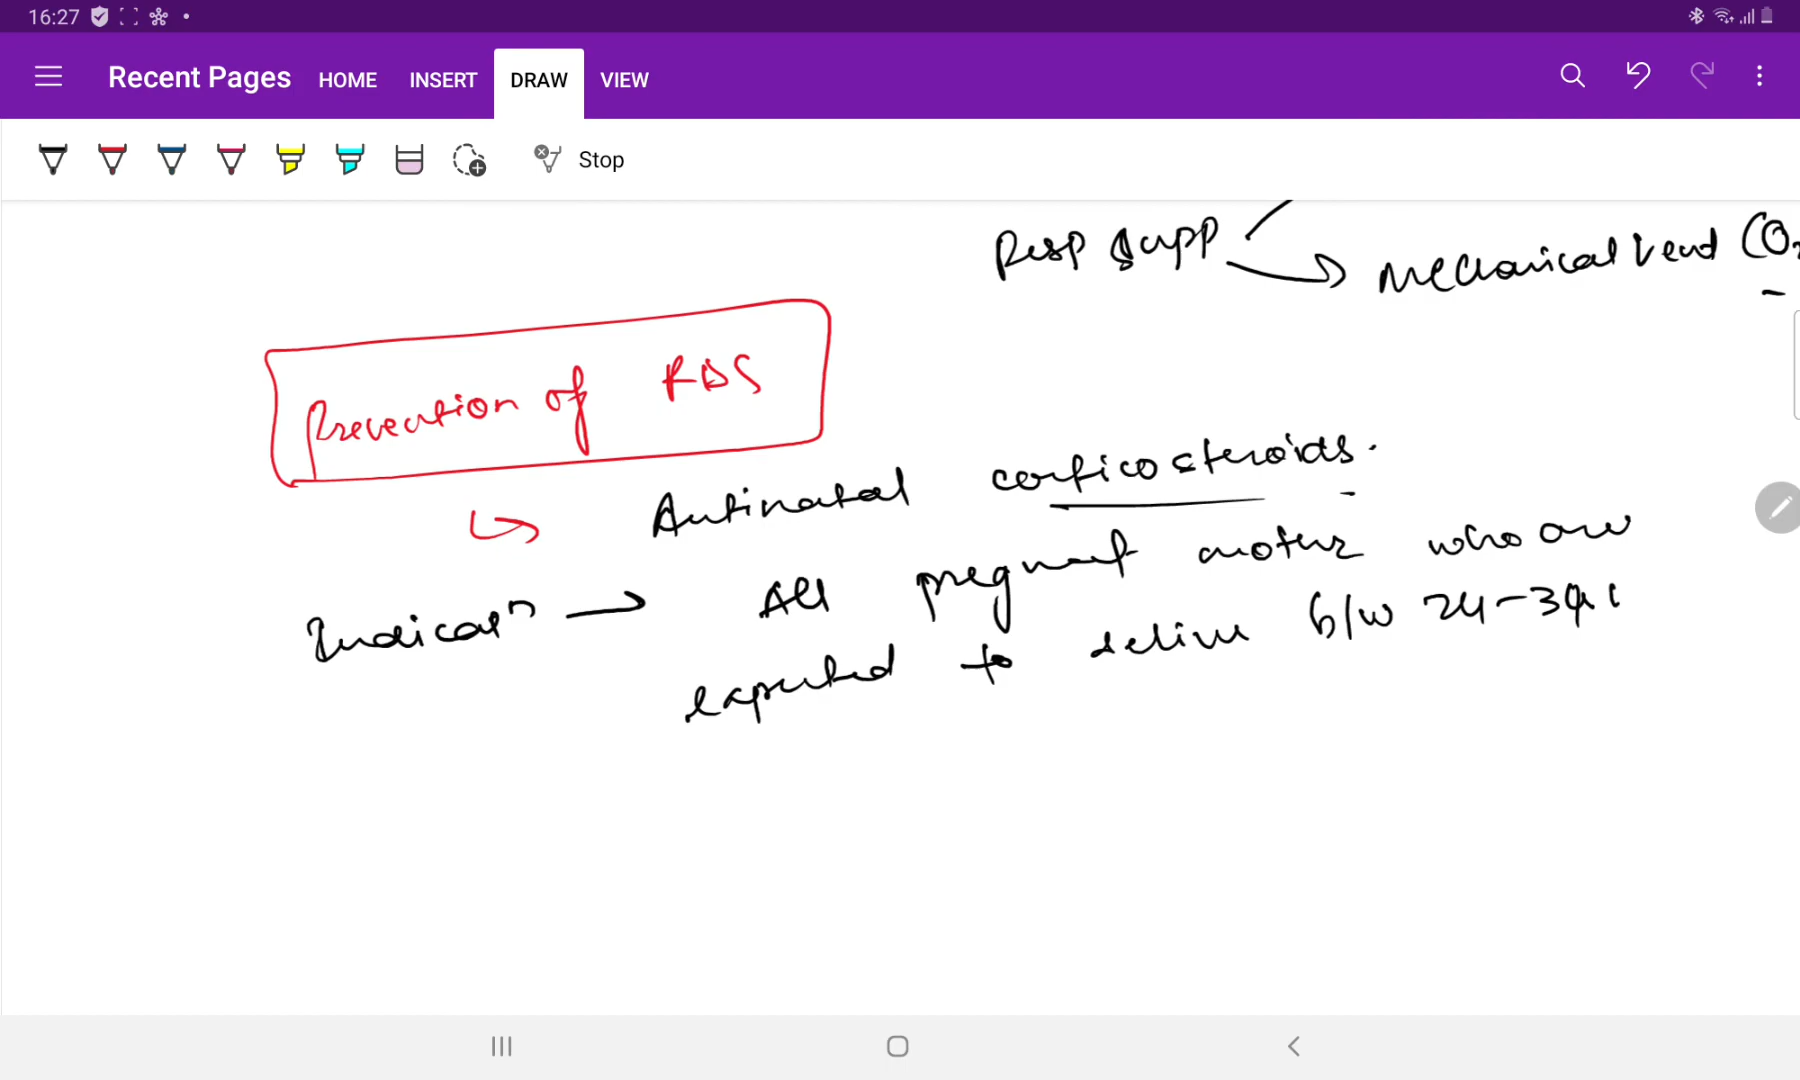 16:27
Recent Pages HOME INSERT DRAW VIEW
Stop
Resp Supp → Mechanical Vent (O₂
Prevention of RDS
↳ Antinatal corticosteroids.
Indicatⁿ → All pregnant mother who are
expected to deliver b/w 24-34